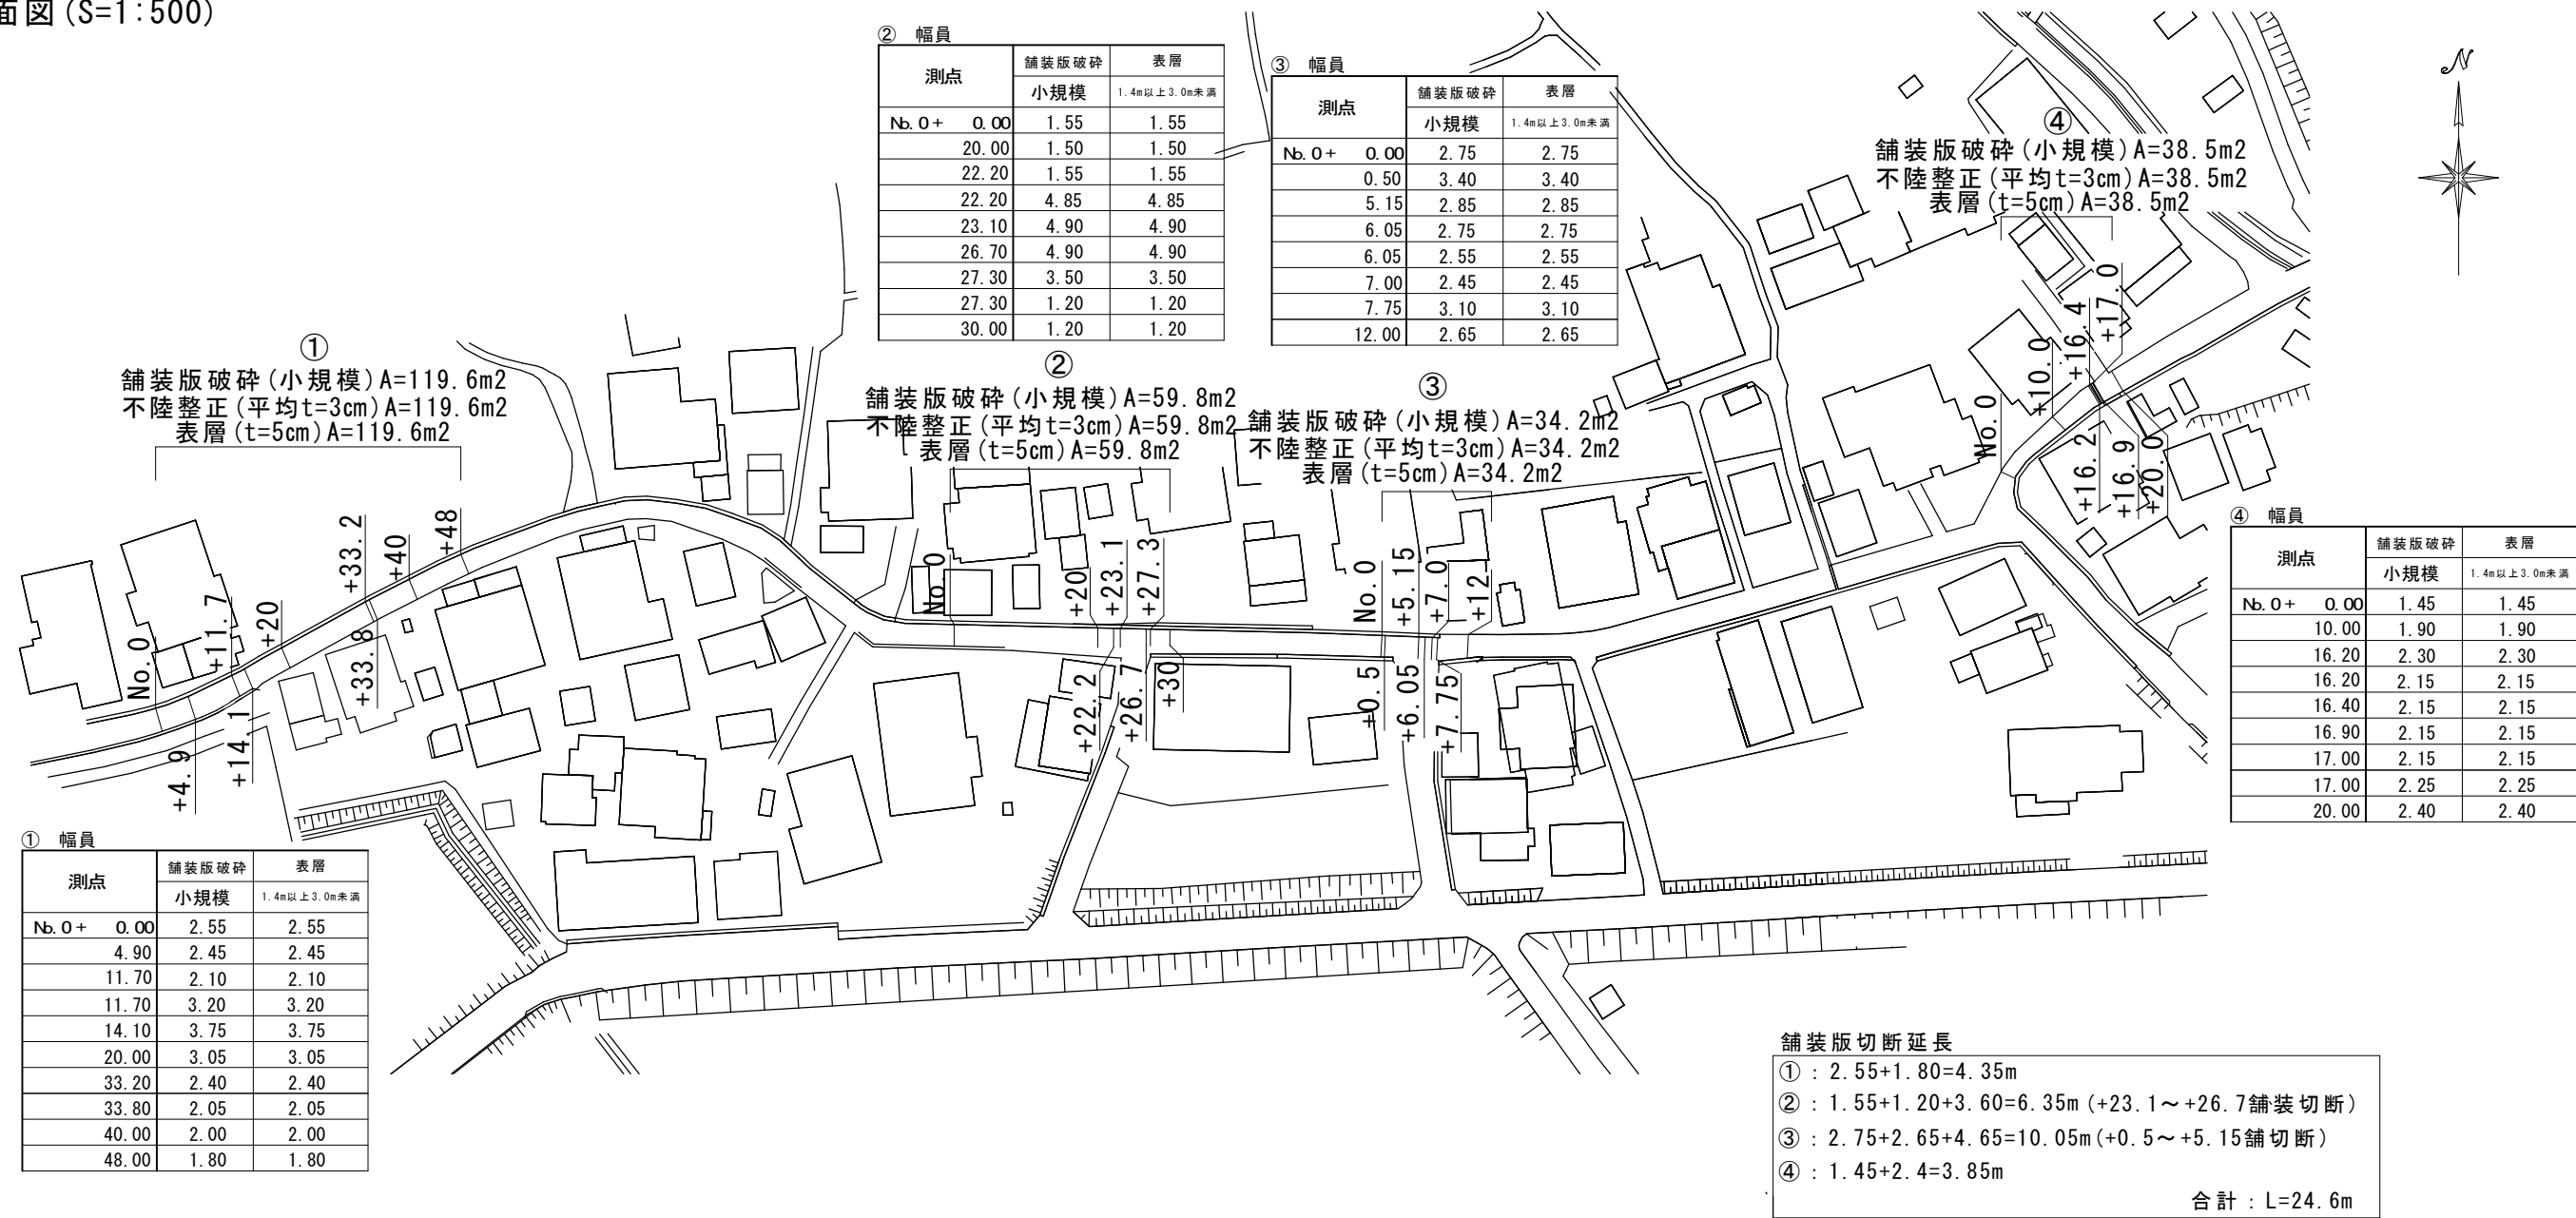 面図(S=1:500)
② 幅員
測点 舗装版破砕 表層
小規模 1.4m以上3.0m未満
No.0+ 0.00 1.55 1.55
20.00 1.50 1.50
22.20 1.55 1.55
22.20 4.85 4.85
23.10 4.90 4.90
26.70 4.90 4.90
27.30 3.50 3.50
27.30 1.20 1.20
30.00 1.20 1.20
③ 幅員
測点 舗装版破砕 表層
小規模 1.4m以上3.0m未満
No.0+ 0.00 2.75 2.75
0.50 3.40 3.40
5.15 2.85 2.85
6.05 2.75 2.75
6.05 2.55 2.55
7.00 2.45 2.45
7.75 3.10 3.10
12.00 2.65 2.65
N
④
舗装版破砕(小規模)A=38.5m2
不陸整正(平均t=3cm)A=38.5m2
表層(t=5cm)A=38.5m2
①
舗装版破砕(小規模)A=119.6m2
不陸整正(平均t=3cm)A=119.6m2
表層(t=5cm)A=119.6m2
②
舗装版破砕(小規模)A=59.8m2
不陸整正(平均t=3cm)A=59.8m2
表層(t=5cm)A=59.8m2
③
舗装版破砕(小規模)A=34.2m2
不陸整正(平均t=3cm)A=34.2m2
表層(t=5cm)A=34.2m2
No.0
+4.9
+11.7
+14.1
+20
+33.2
+33.8
+40
+48
No.0
+20
+22.2
+23.1
+26.7
+27.3
+30
No.0
+0.5
+5.15
+6.05
+7.0
+7.75
+12
No.0
+10.0
+16.2
+16.4
+16.9
+17.0
+20.0
④ 幅員
測点 舗装版破砕 表層
小規模 1.4m以上3.0m未満
No.0+ 0.00 1.45 1.45
10.00 1.90 1.90
16.20 2.30 2.30
16.20 2.15 2.15
16.40 2.15 2.15
16.90 2.15 2.15
17.00 2.15 2.15
17.00 2.25 2.25
20.00 2.40 2.40
① 幅員
測点 舗装版破砕 表層
小規模 1.4m以上3.0m未満
No.0+ 0.00 2.55 2.55
4.90 2.45 2.45
11.70 2.10 2.10
11.70 3.20 3.20
14.10 3.75 3.75
20.00 3.05 3.05
33.20 2.40 2.40
33.80 2.05 2.05
40.00 2.00 2.00
48.00 1.80 1.80
舗装版切断延長
①：2.55+1.80=4.35m
②：1.55+1.20+3.60=6.35m(+23.1～+26.7舗装切断)
③：2.75+2.65+4.65=10.05m(+0.5～+5.15舗切断)
④：1.45+2.4=3.85m
合計：L=24.6m